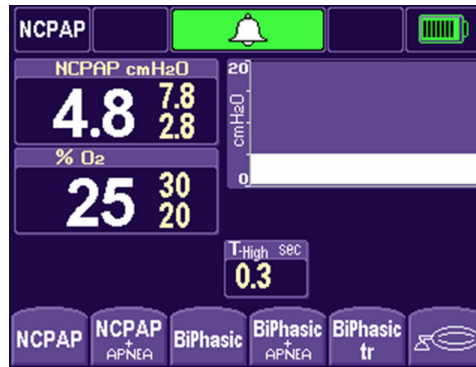 NCPAP
NCPAP cmH₂O
4.8
7.8
2.8
% O₂
25
30
20
20
cmH₂O
0
T-High sec
0.3
NCPAP
NCPAP
+
APNEA
BiPhasic
BiPhasic
+
APNEA
BiPhasic
tr